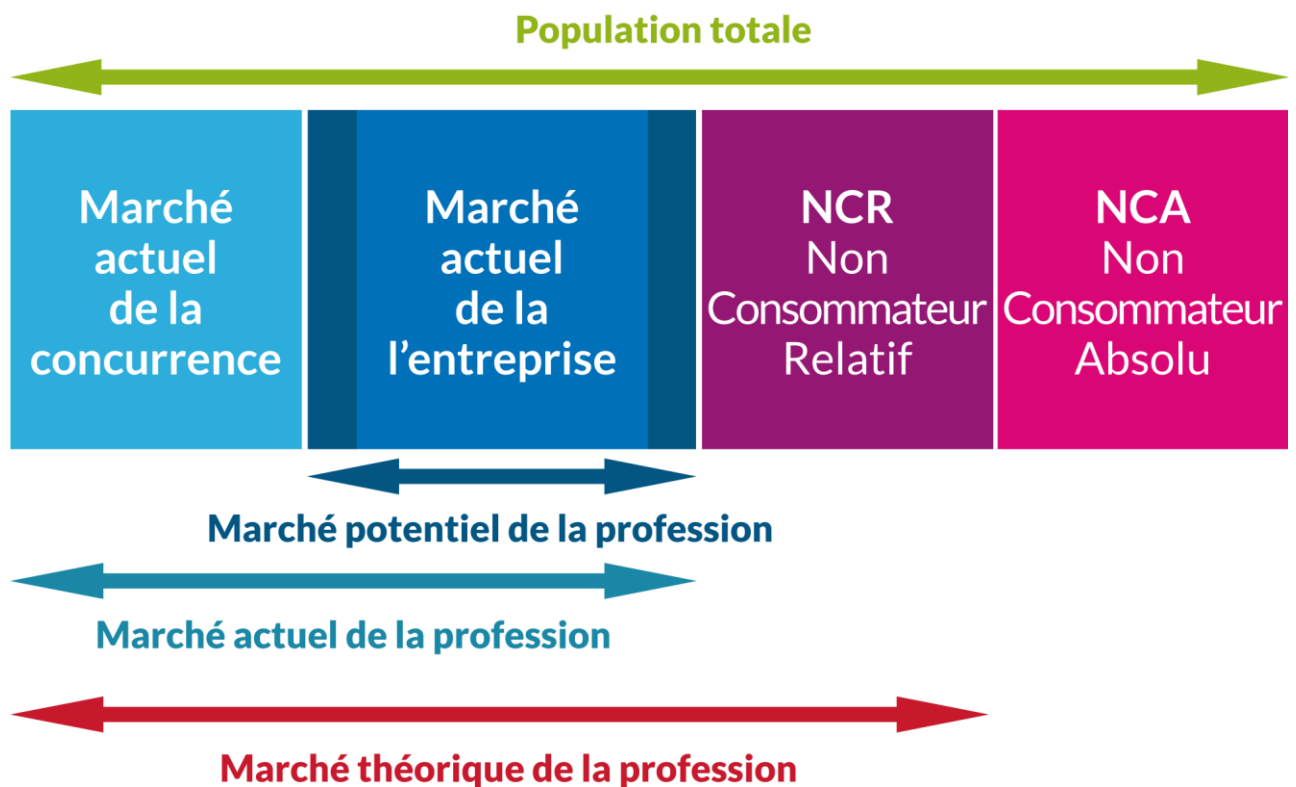 Population totale
Marché
actuel
de la
concurrence
Marché
actuel
de la
l’entreprise
NCR
Non
Consommateur
Relatif
NCA
Non
Consommateur
Absolu
Marché potentiel de la profession
Marché actuel de la profession
Marché théorique de la profession